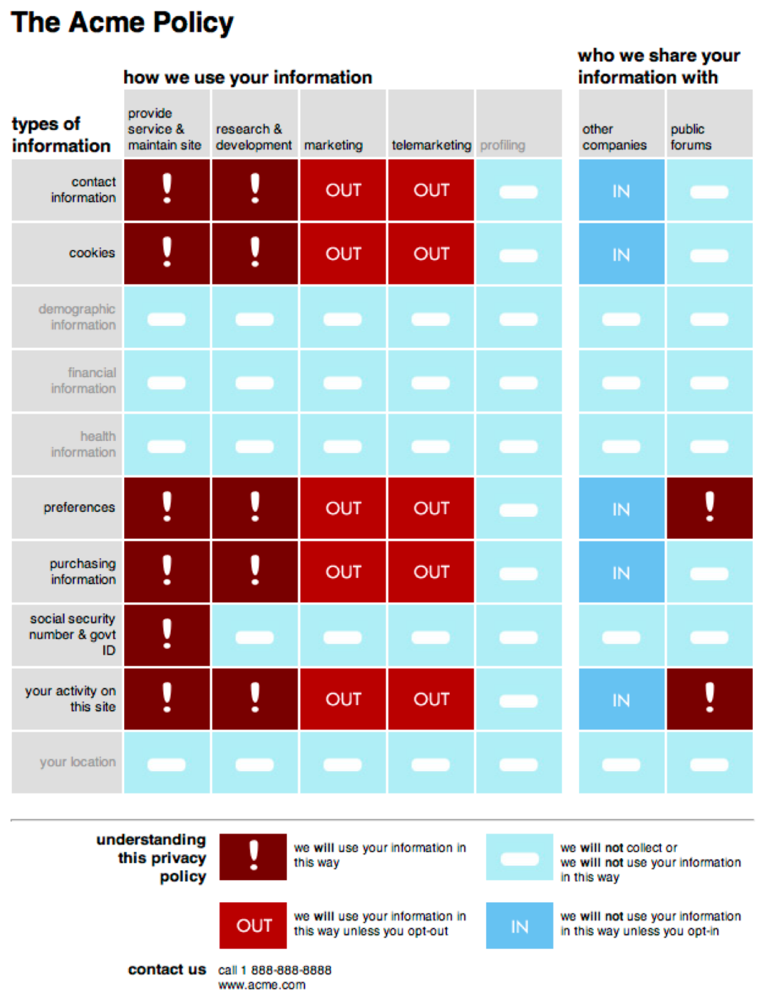 The Acme Policy
how we use your information
who we share your
information with
types of
information
provide
service &
maintain site
research &
development
marketing
telemarketing
profiling
other
companies
public
forums
contact
information
! ! OUT OUT IN
cookies
! ! OUT OUT IN
demographic
information
financial
information
health
information
preferences
! ! OUT OUT IN !
purchasing
information
! ! OUT OUT IN
social security
number & govt
ID
!
your activity on
this site
! ! OUT OUT IN !
your location
understanding
this privacy
policy
!
we will use your information in
this way
we will not collect or
we will not use your information
in this way
OUT
we will use your information in
this way unless you opt-out
IN
we will not use your information
in this way unless you opt-in
contact us
call 1 888-888-8888
www.acme.com